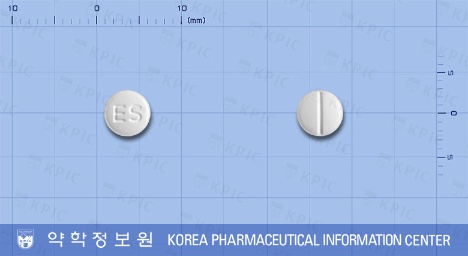 10 0 10
(mm)
5
0
5
ES
약학정보원 KOREA PHARMACEUTICAL INFORMATION CENTER